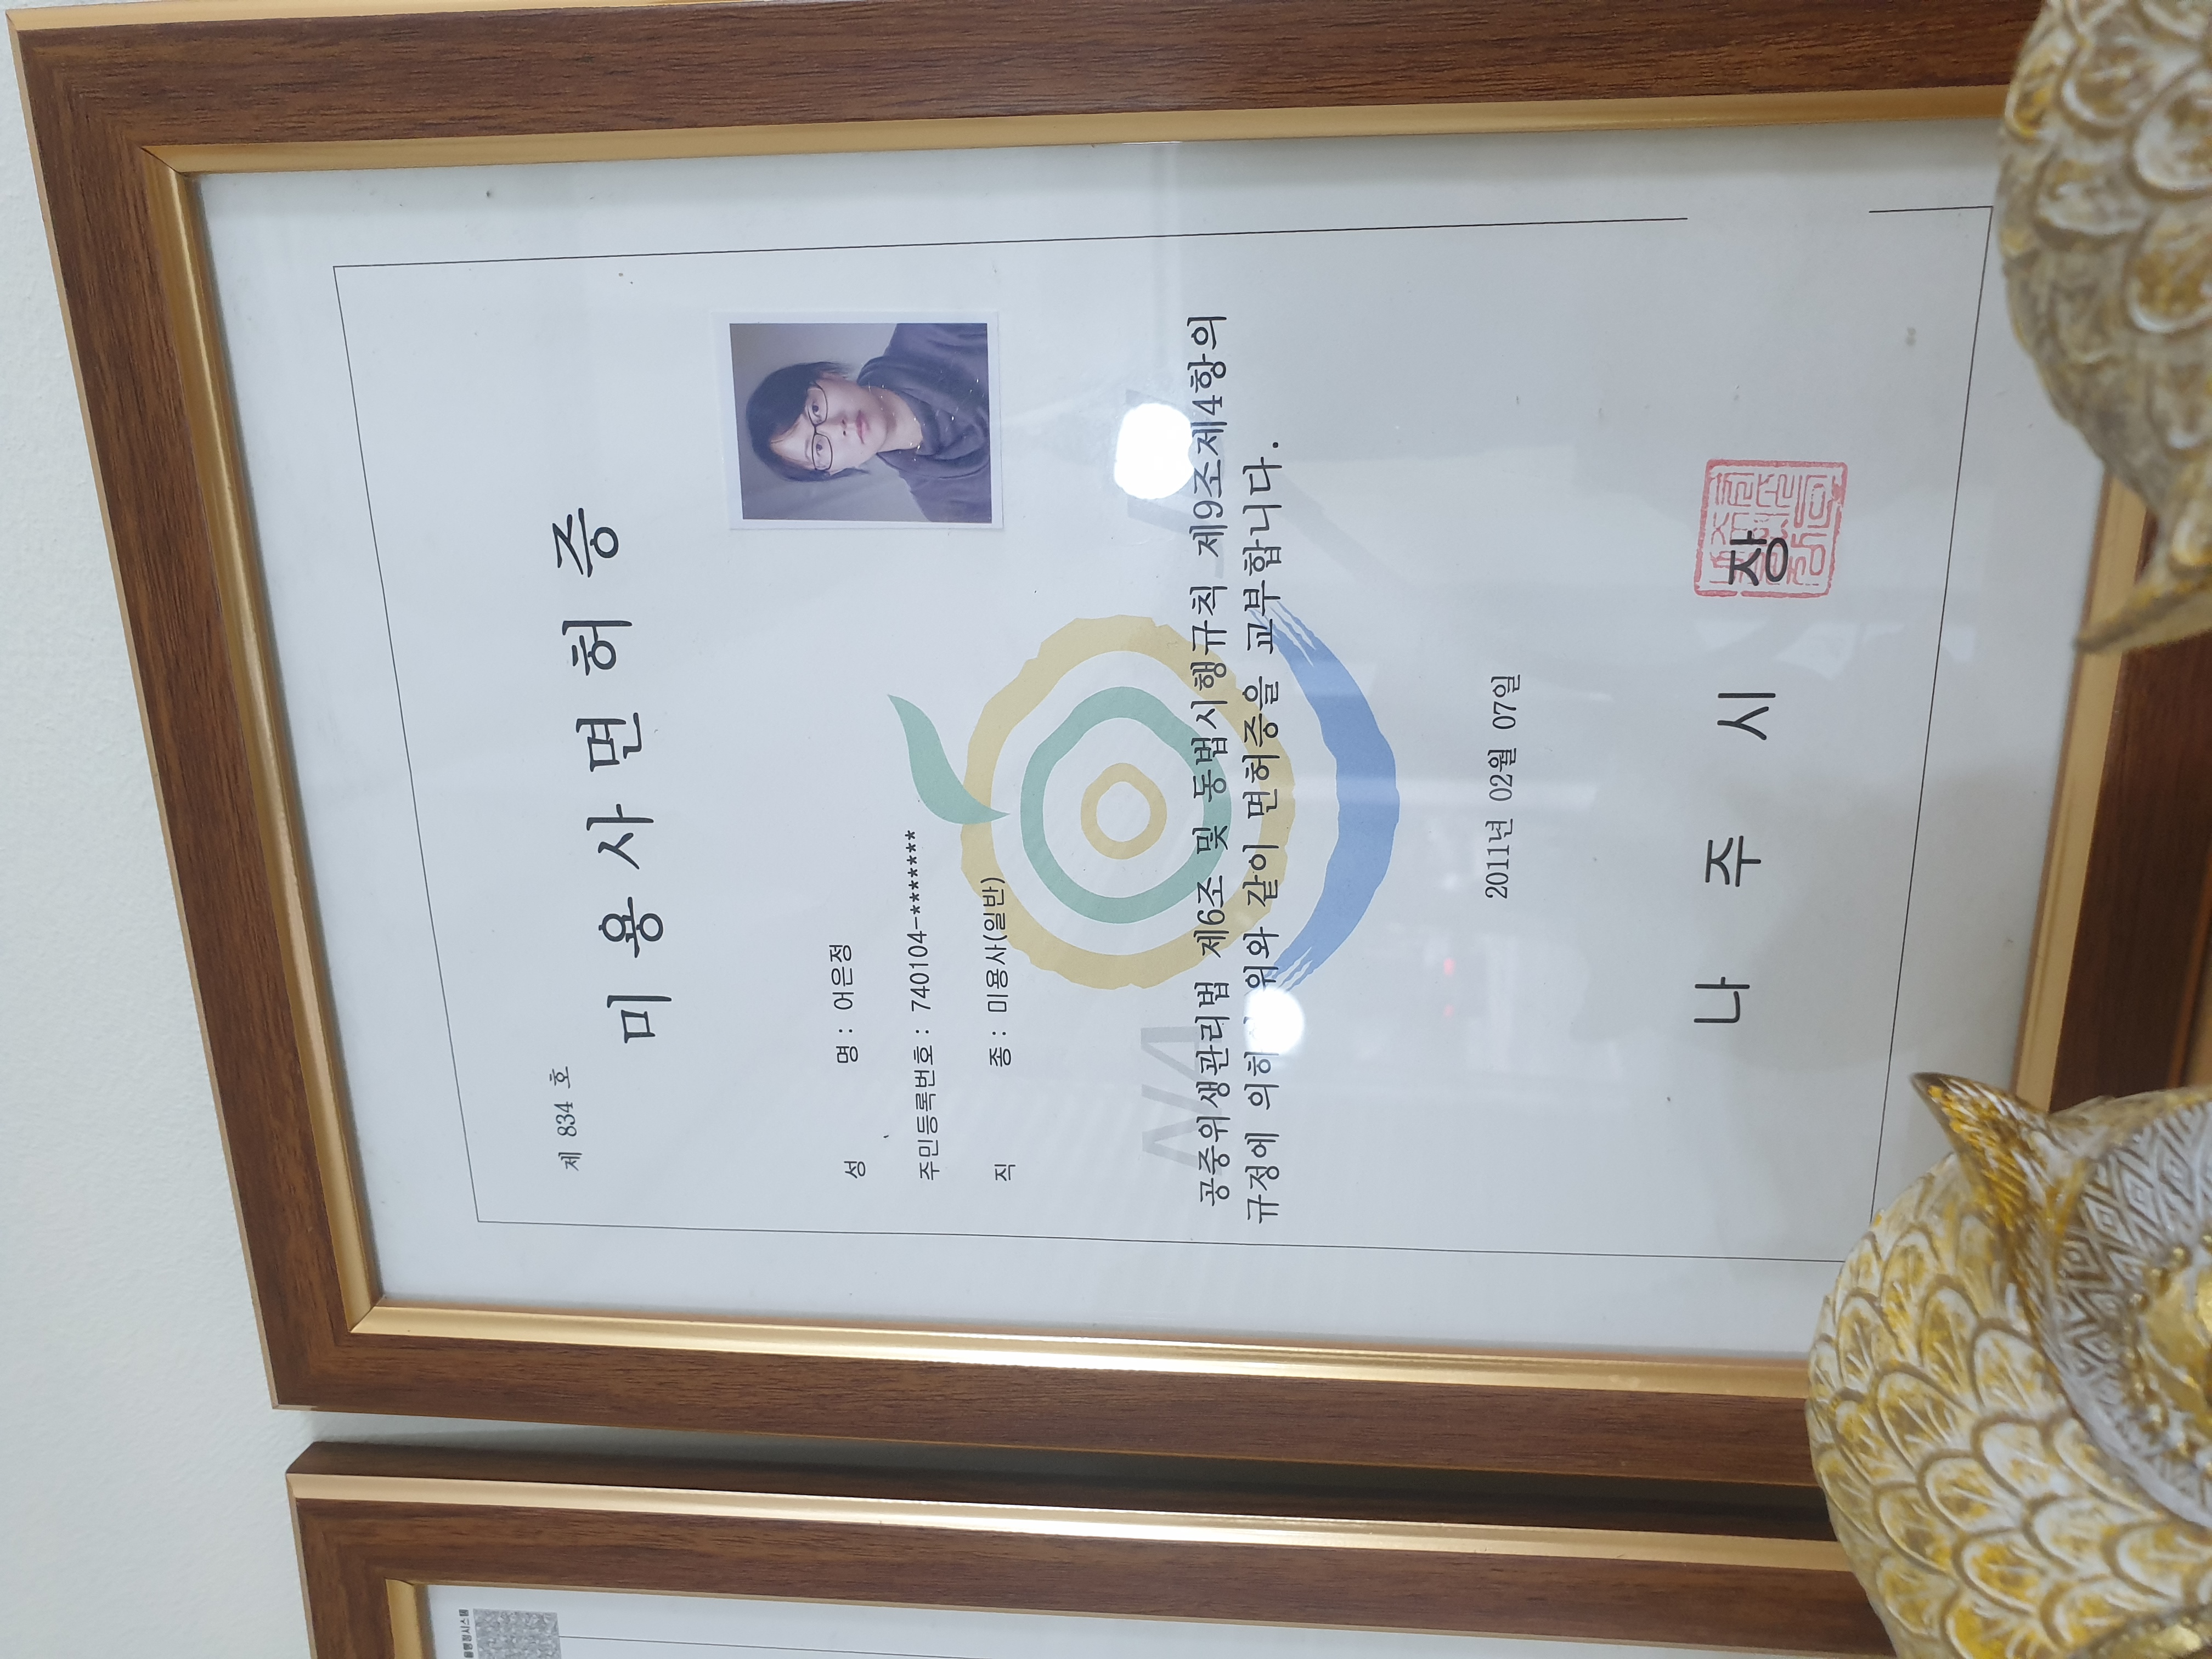 제 834 호
미용사면허증
성 명 : 어은정
주민등록번호 : 740104-*******
직 종 : 미용사(일반)
공중위생관리법 제6조 및 동법시행규칙 제9조제4항의
규정에 의하 위와 같이 면허증을 교부합니다.
2011년 02월 07일
나 주 시 장